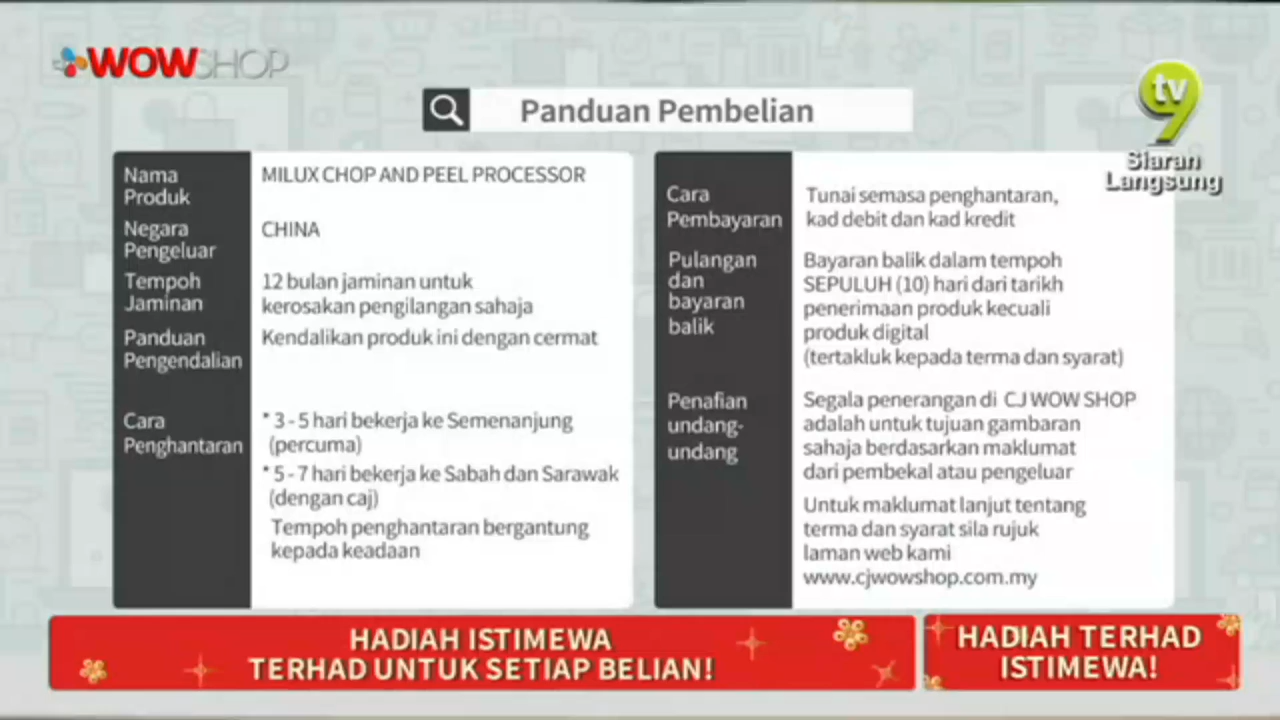 WOWSHOP
tv9
Siaran
Langsung
Panduan Pembelian
Nama
Produk
MILUX CHOP AND PEEL PROCESSOR
Negara
Pengeluar
CHINA
Tempoh
Jaminan
12 bulan jaminan untuk
kerosakan pengilangan sahaja
Panduan
Pengendalian
Kendalikan produk ini dengan cermat
Cara
Penghantaran
* 3 - 5 hari bekerja ke Semenanjung
(percuma)
* 5 - 7 hari bekerja ke Sabah dan Sarawak
(dengan caj)
Tempoh penghantaran bergantung
kepada keadaan
Cara
Pembayaran
Tunai semasa penghantaran,
kad debit dan kad kredit
Pulangan
dan
bayaran
balik
Bayaran balik dalam tempoh
SEPULUH (10) hari dari tarikh
penerimaan produk kecuali
produk digital
(tertakluk kepada terma dan syarat)
Penafian
undang-
undang
Segala penerangan di CJ WOW SHOP
adalah untuk tujuan gambaran
sahaja berdasarkan maklumat
dari pembekal atau pengeluar
Untuk maklumat lanjut tentang
terma dan syarat sila rujuk
laman web kami
www.cjwowshop.com.my
HADIAH ISTIMEWA
TERHAD UNTUK SETIAP BELIAN!
HADIAH TERHAD
ISTIMEWA!